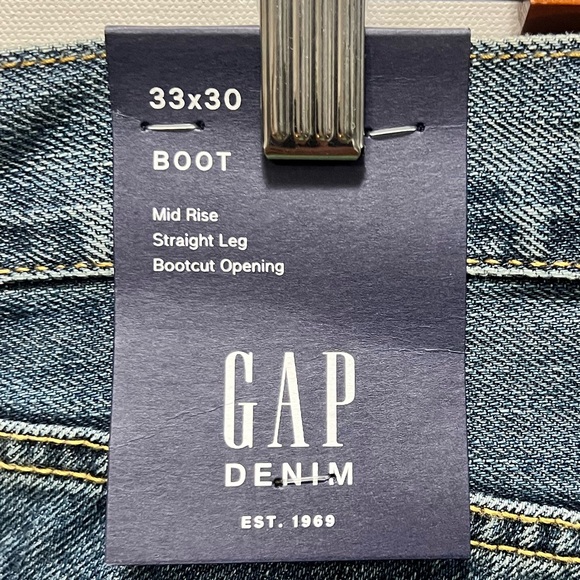 33x30
BOOT
Mid Rise
Straight Leg
Bootcut Opening
GAP
DENIM
EST. 1969